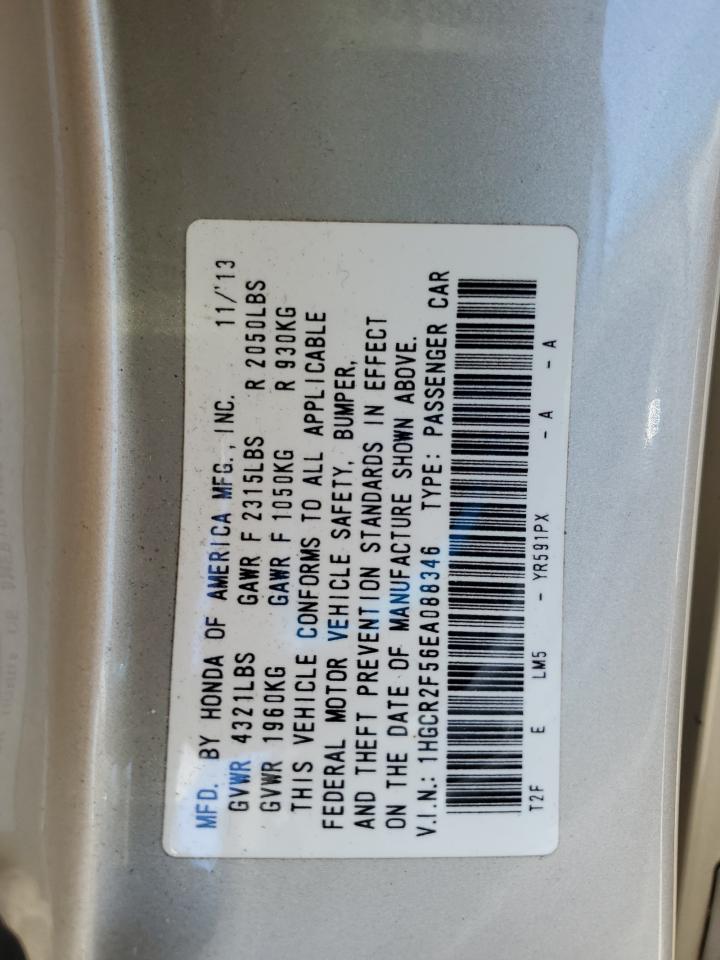 MFD. BY HONDA OF AMERICA MFG., INC. 11/'13
GVWR 4321LBS GAWR F 2315LBS R 2050LBS
GVWR 1960KG GAWR F 1050KG R 930KG
THIS VEHICLE CONFORMS TO ALL APPLICABLE
FEDERAL MOTOR VEHICLE SAFETY, BUMPER,
AND THEFT PREVENTION STANDARDS IN EFFECT
ON THE DATE OF MANUFACTURE SHOWN ABOVE.
V.I.N.: 1HGCR2F56EA088346 TYPE: PASSENGER CAR
T2F E LM5 - YR591PX - A - A